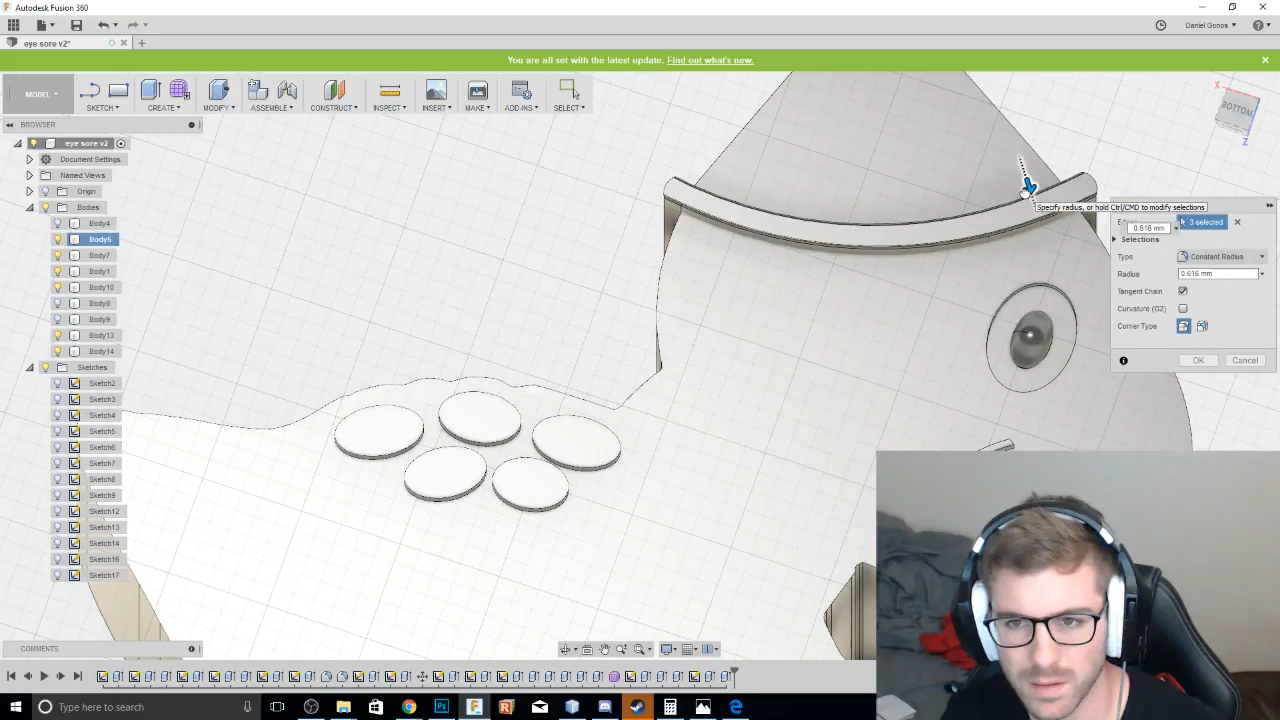 Autodesk Fusion 360
Daniel Gonos
eye sore v2*
You are all set with the latest update. Find out what's new.
MODEL
SKETCH
CREATE
MODIFY
ASSEMBLE
CONSTRUCT
INSPECT
INSERT
MAKE
ADD-INS
SELECT
X
BOTTOM
Z
BROWSER
eye sore v2
Document Settings
Named Views
Origin
Bodies
Body4
Body5
Body7
Body1
Body10
Body8
Body9
Body13
Body14
Sketches
Sketch2
Sketch3
Sketch4
Sketch5
Sketch6
Sketch7
Sketch8
Sketch9
Sketch12
Sketch13
Sketch14
Sketch16
Sketch17
Specify radius, or hold Ctrl/CMD to modify selections
3 selected
0.616 mm
Selections
Type Constant Radius
Radius 0.616 mm
Tangent Chain
Curvature (G2)
Corner Type
OK Cancel
COMMENTS
Type here to search